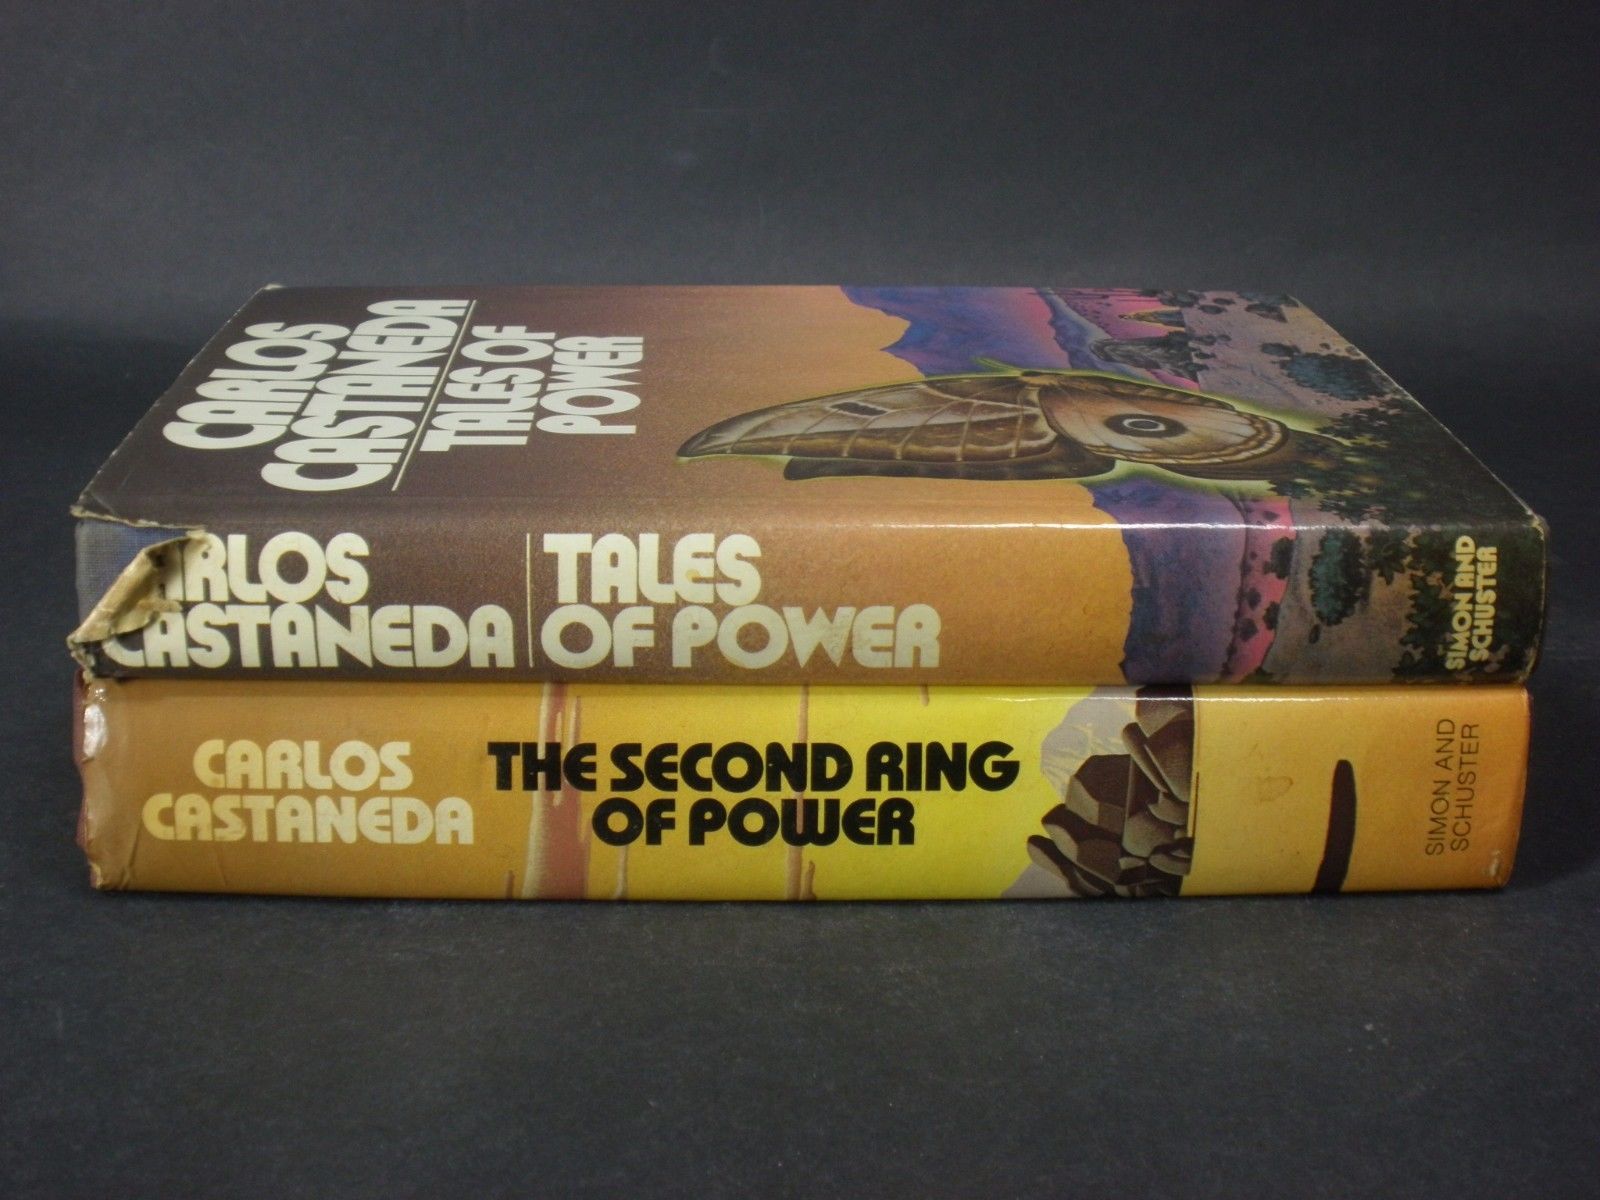 CARLOS
CASTANEDA
TALES OF
POWER
ARLOS
CASTANEDA
TALES
OF POWER
SIMON AND
SCHUSTER
CARLOS
CASTANEDA
THE SECOND RING
OF POWER
SIMON AND
SCHUSTER